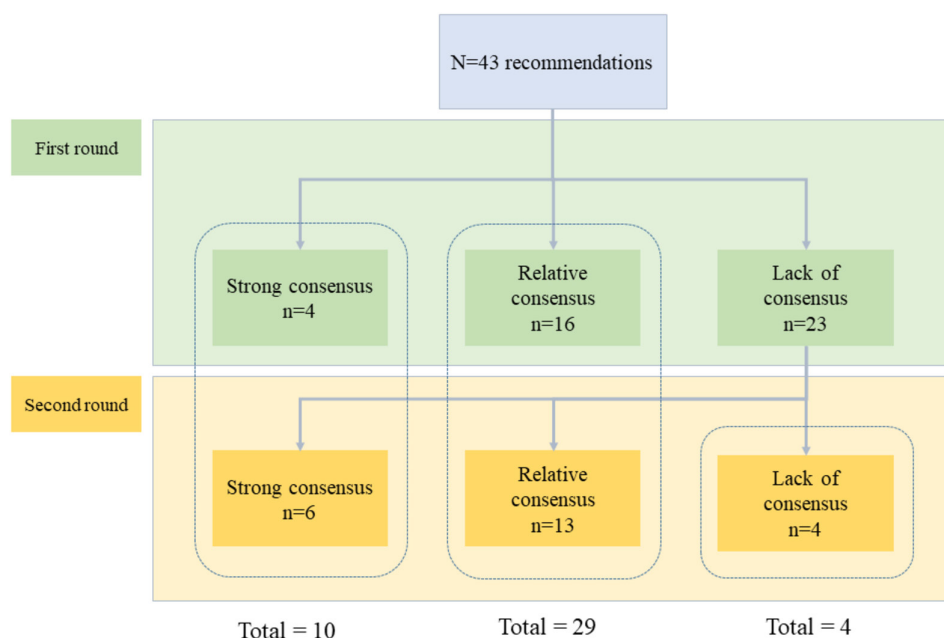 N=43 recommendations
First round
Strong consensus
n=4
Relative
consensus
n=16
Lack of
consensus
n=23
Second round
Strong consensus
n=6
Relative
consensus
n=13
Lack of
consensus
n=4
Total = 10
Total = 29
Total = 4